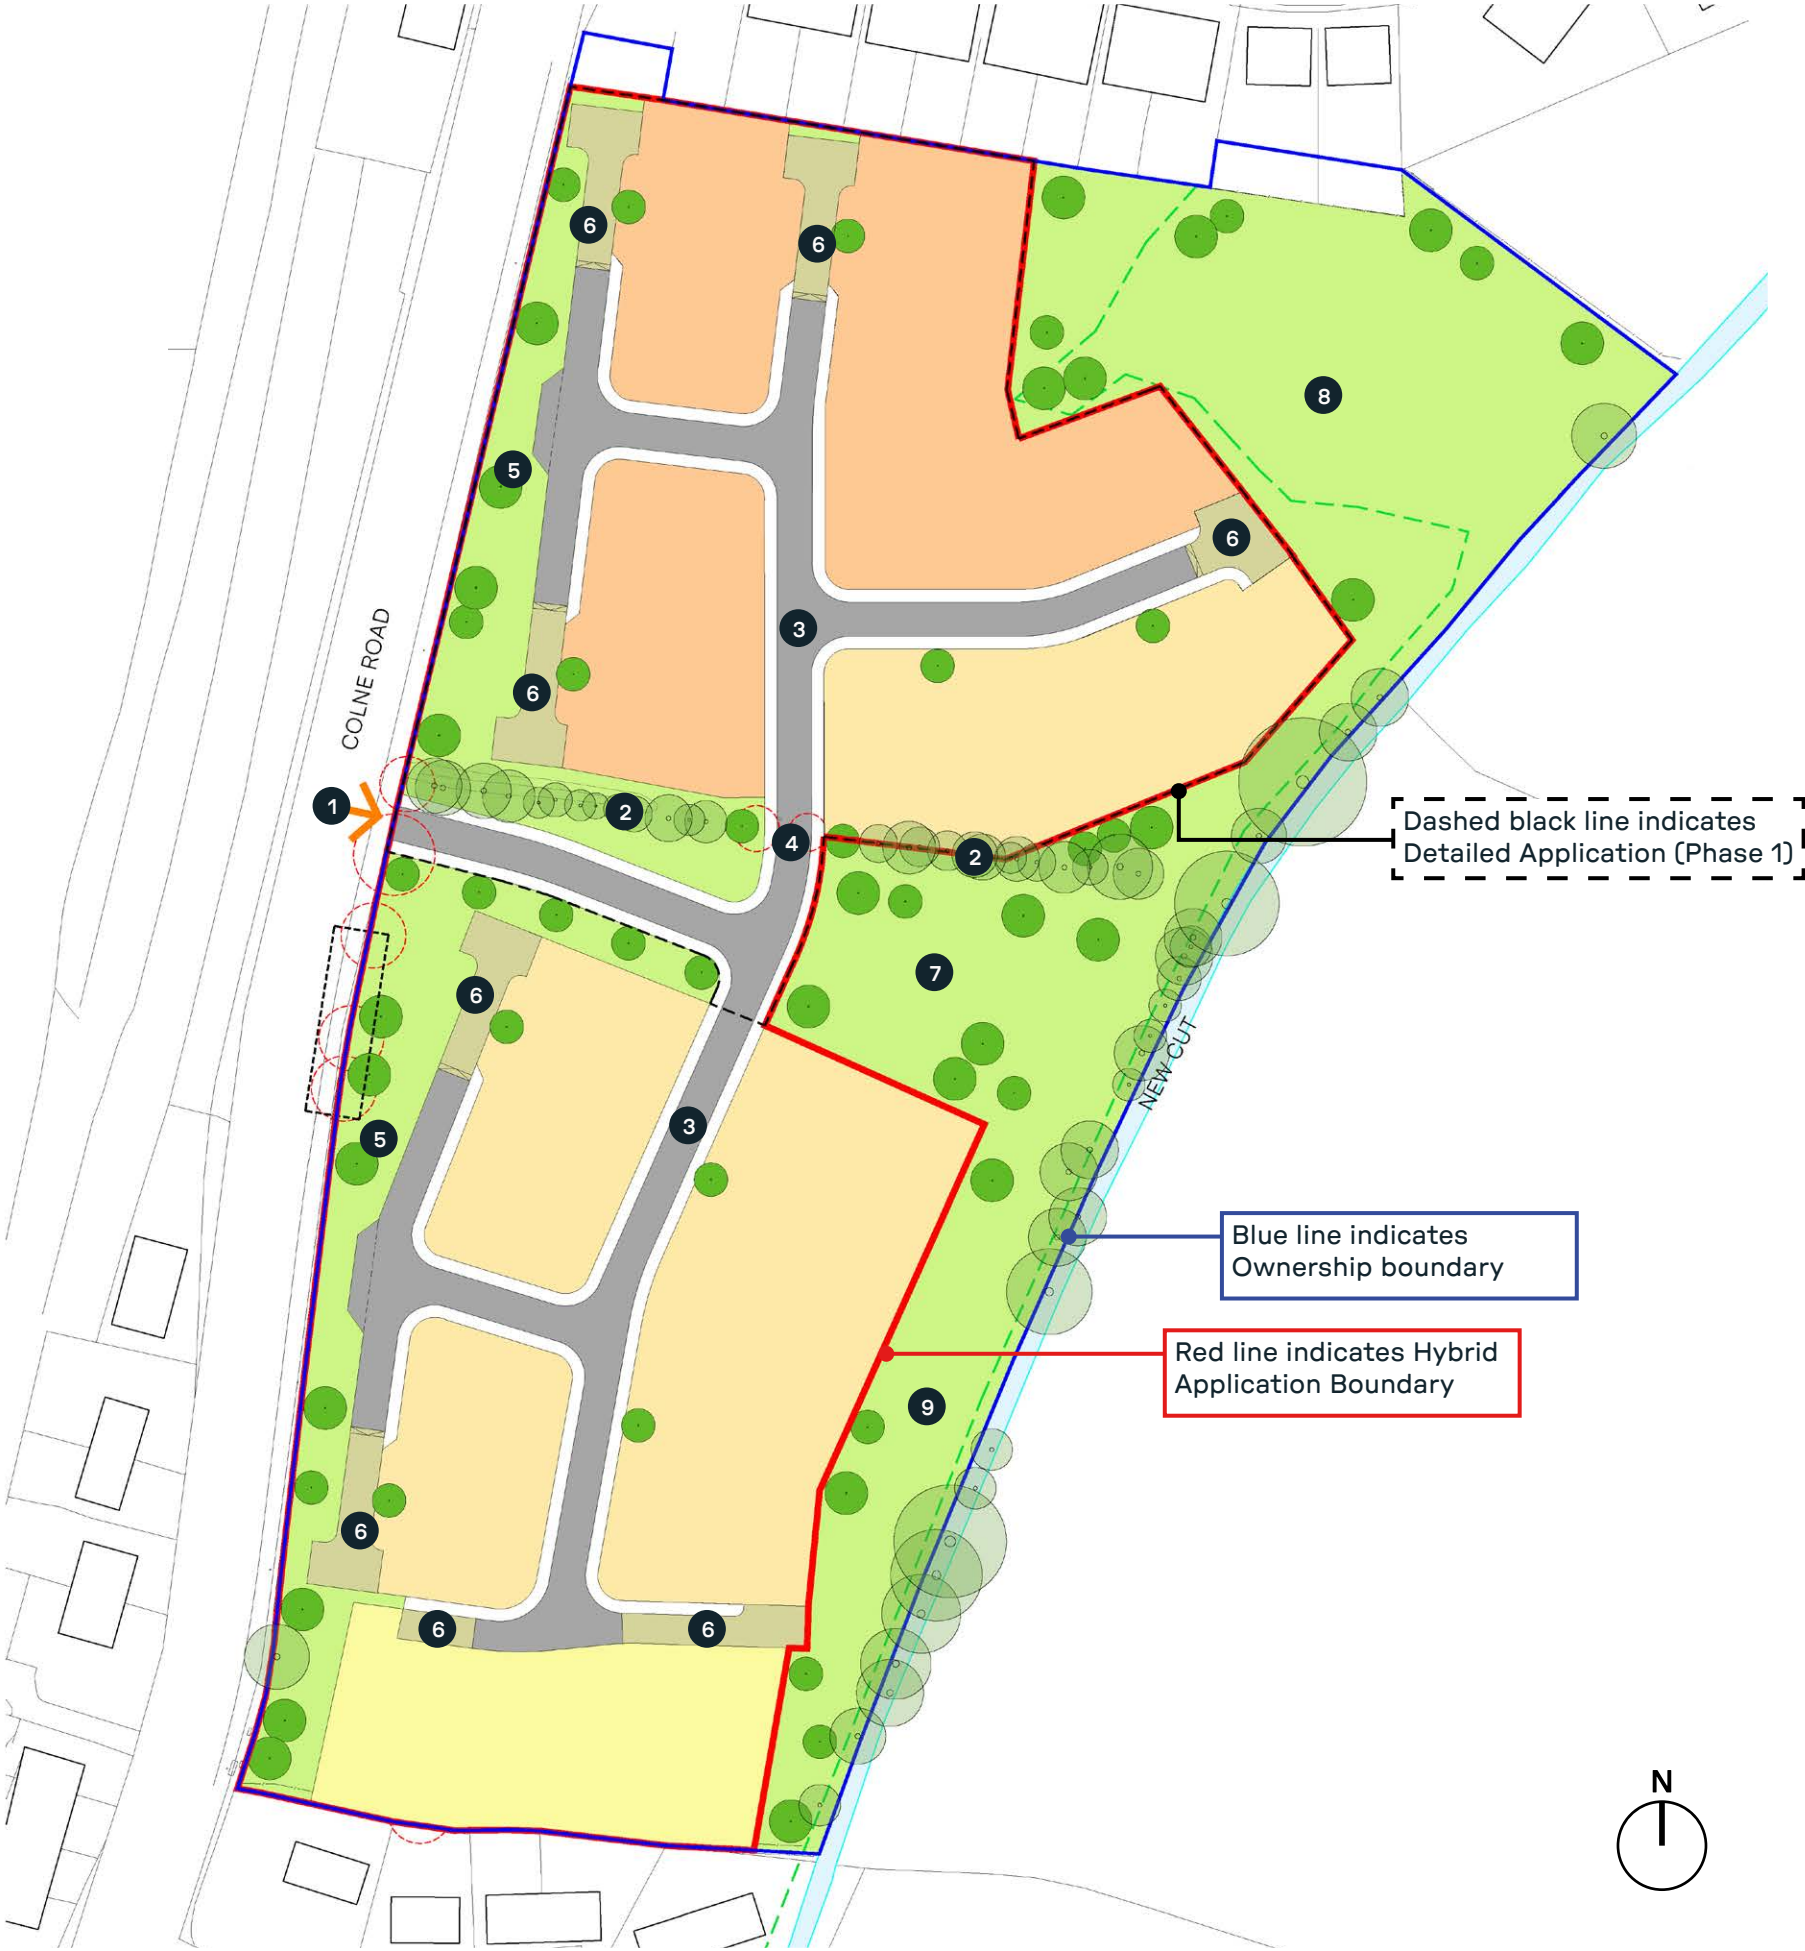 6
6
8
5
6
3
COLNE ROAD
6
1
2
4
2
Dashed black line indicates
Detailed Application (Phase 1)
7
6
NEW CUT
3
5
Blue line indicates
Ownership boundary
Red line indicates Hybrid
Application Boundary
9
6
6
6
N